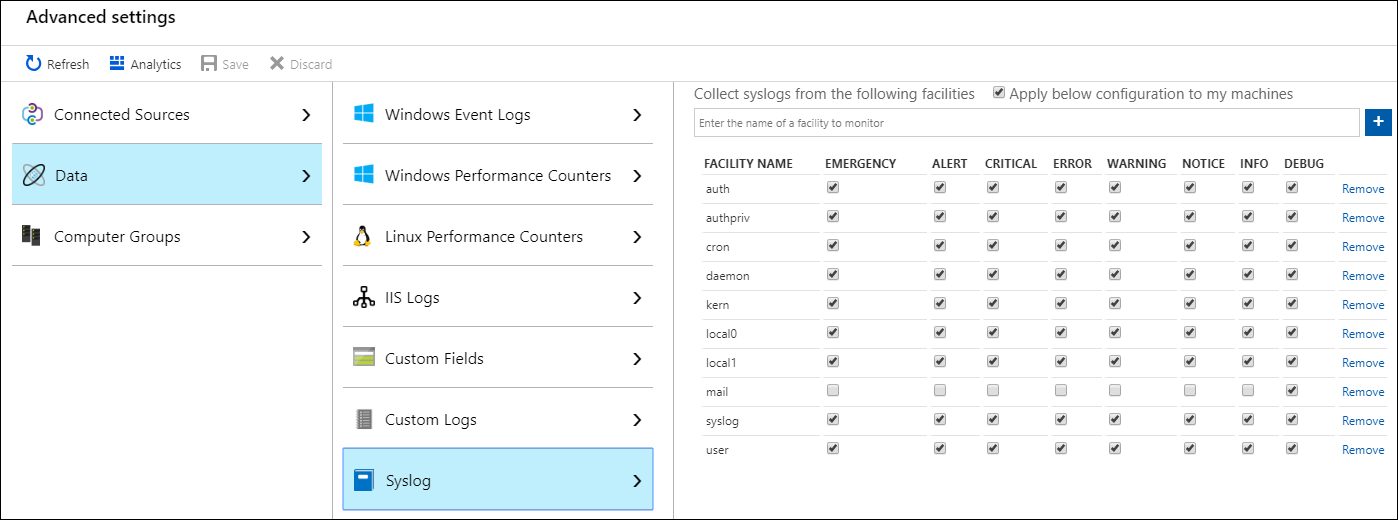 Advanced settings
Refresh Analytics Save Discard
Connected Sources
Data
Computer Groups
Windows Event Logs
Windows Performance Counters
Linux Performance Counters
IIS Logs
Custom Fields
Custom Logs
Syslog
Collect syslogs from the following facilities Apply below configuration to my machines
Enter the name of a facility to monitor +
FACILITY NAME EMERGENCY ALERT CRITICAL ERROR WARNING NOTICE INFO DEBUG
auth Remove
authpriv Remove
cron Remove
daemon Remove
kern Remove
local0 Remove
local1 Remove
mail Remove
syslog Remove
user Remove